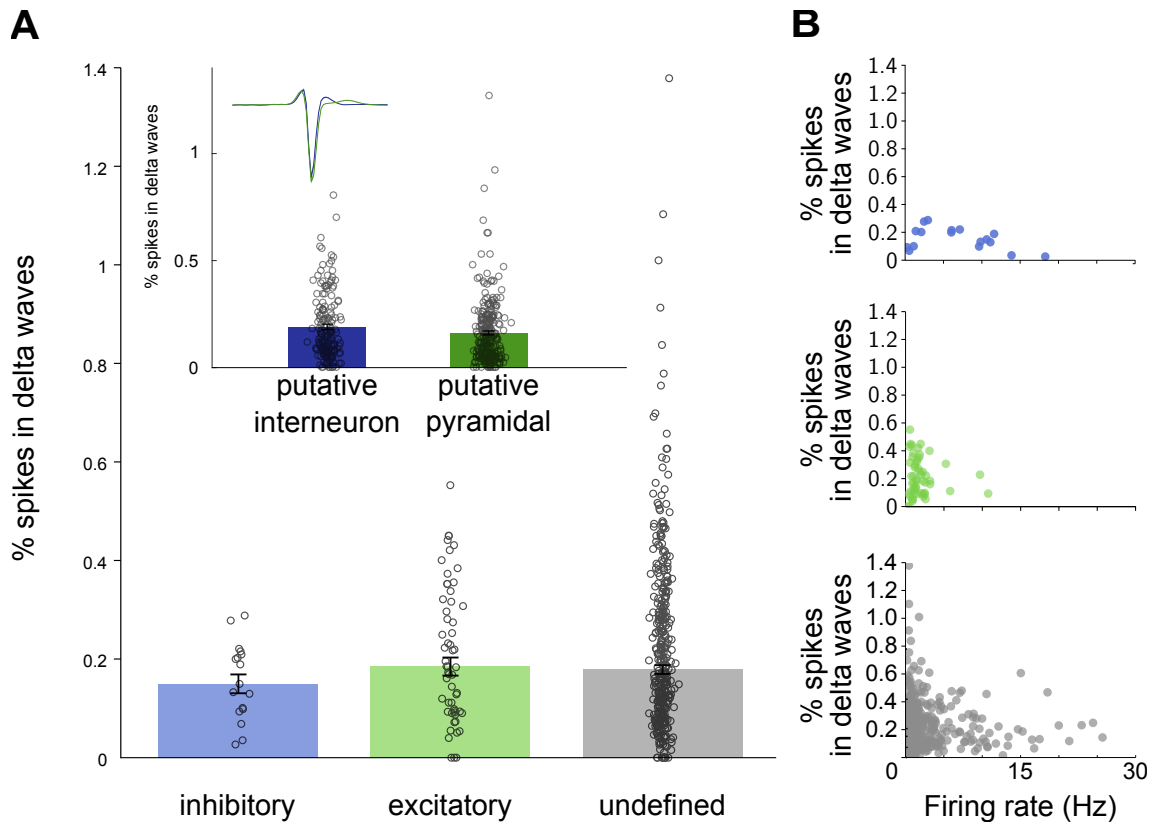 A
% spikes in delta waves
1.4
1.2
1
0.8
0.6
0.4
0.2
0
inhibitory
excitatory
undefined
% spikes in delta waves
1
0.5
0
putative
interneuron
putative
pyramidal
B
% spikes
in delta waves
1.4
1.2
1.0
0.8
0.6
0.4
0.2
0
% spikes
in delta waves
1.4
1.2
1.0
0.8
0.6
0.4
0.2
0
% spikes
in delta waves
1.4
1.2
1.0
0.8
0.6
0.4
0.2
0
0
15
30
Firing rate (Hz)